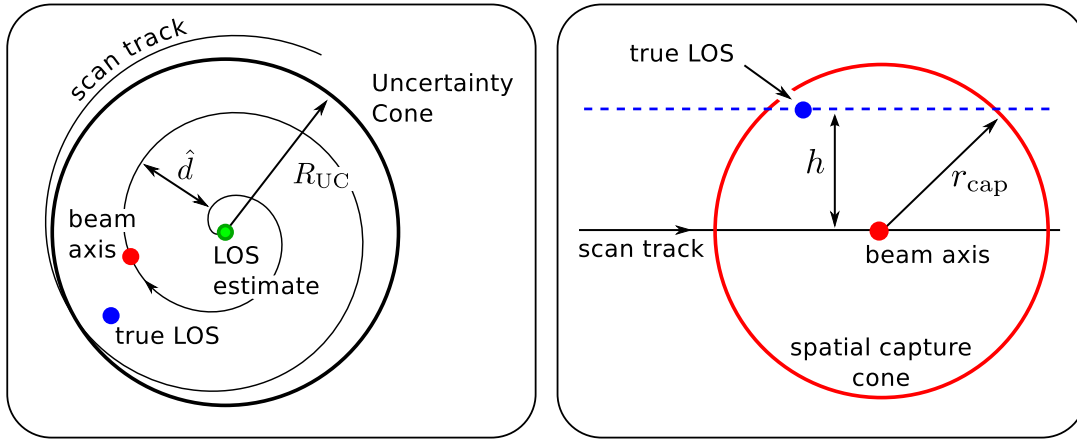 scan track
Uncertainty
Cone
d̂
R_UC
beam
axis
LOS
estimate
true LOS
true LOS
h
r_cap
scan track
beam axis
spatial capture
cone